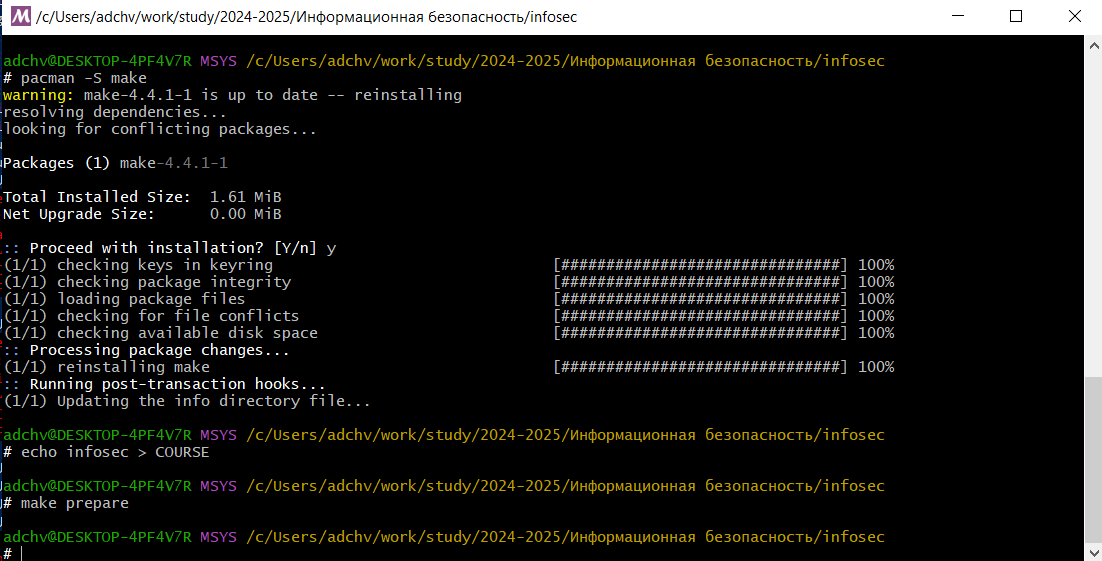 /c/Users/adchv/work/study/2024-2025/Информационная безопасность/infosec
adchv@DESKTOP-4PF4V7R MSYS /c/Users/adchv/work/study/2024-2025/Информационная безопасность/infosec
# pacman -S make
warning: make-4.4.1-1 is up to date -- reinstalling
resolving dependencies...
looking for conflicting packages...
Packages (1) make-4.4.1-1
Total Installed Size:  1.61 MiB
Net Upgrade Size:      0.00 MiB
:: Proceed with installation? [Y/n] y
(1/1) checking keys in keyring [###############################] 100%
(1/1) checking package integrity [###############################] 100%
(1/1) loading package files [###############################] 100%
(1/1) checking for file conflicts [###############################] 100%
(1/1) checking available disk space [###############################] 100%
:: Processing package changes...
(1/1) reinstalling make [###############################] 100%
:: Running post-transaction hooks...
(1/1) Updating the info directory file...
adchv@DESKTOP-4PF4V7R MSYS /c/Users/adchv/work/study/2024-2025/Информационная безопасность/infosec
# echo infosec > COURSE
adchv@DESKTOP-4PF4V7R MSYS /c/Users/adchv/work/study/2024-2025/Информационная безопасность/infosec
# make prepare
adchv@DESKTOP-4PF4V7R MSYS /c/Users/adchv/work/study/2024-2025/Информационная безопасность/infosec
#